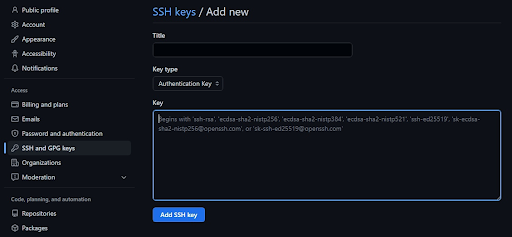 Public profile
Account
Appearance
Accessibility
Notifications
Access
Billing and plans
Emails
Password and authentication
SSH and GPG keys
Organizations
Moderation
Code, planning, and automation
Repositories
Packages
SSH keys / Add new
Title
Key type
Authentication Key
Key
Begins with 'ssh-rsa', 'ecdsa-sha2-nistp256', 'ecdsa-sha2-nistp384', 'ecdsa-sha2-nistp521', 'ssh-ed25519', 'sk-ecdsa-
sha2-nistp256@openssh.com', or 'sk-ssh-ed25519@openssh.com'
Add SSH key